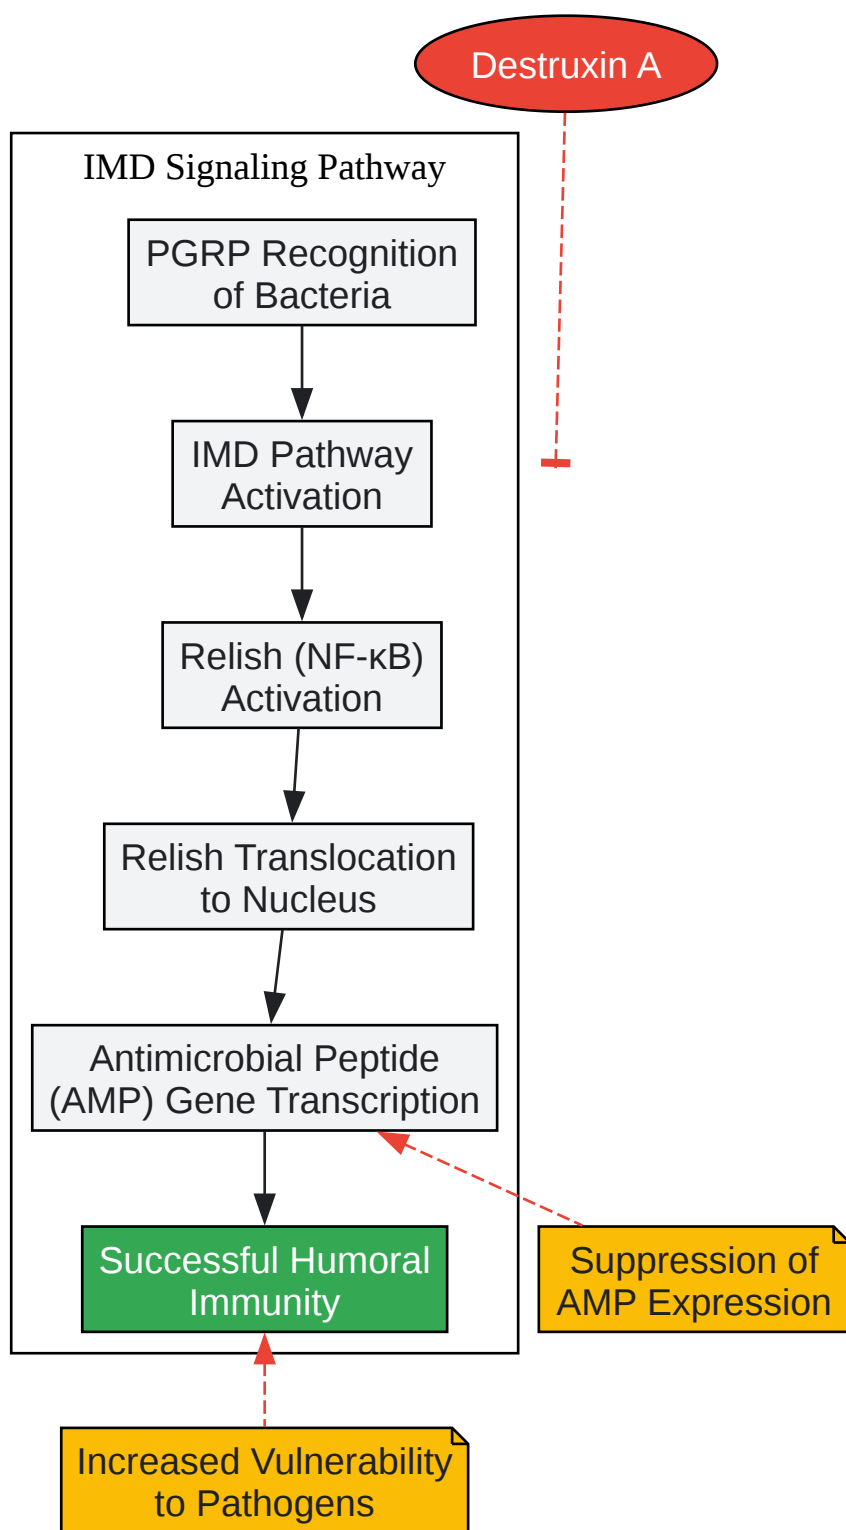 Destruxin A
IMD Signaling Pathway
PGRP Recognition
of Bacteria
IMD Pathway
Activation
Relish (NF-κB)
Activation
Relish Translocation
to Nucleus
Antimicrobial Peptide
(AMP) Gene Transcription
Successful Humoral
Immunity
Suppression of
AMP Expression
Increased Vulnerability
to Pathogens